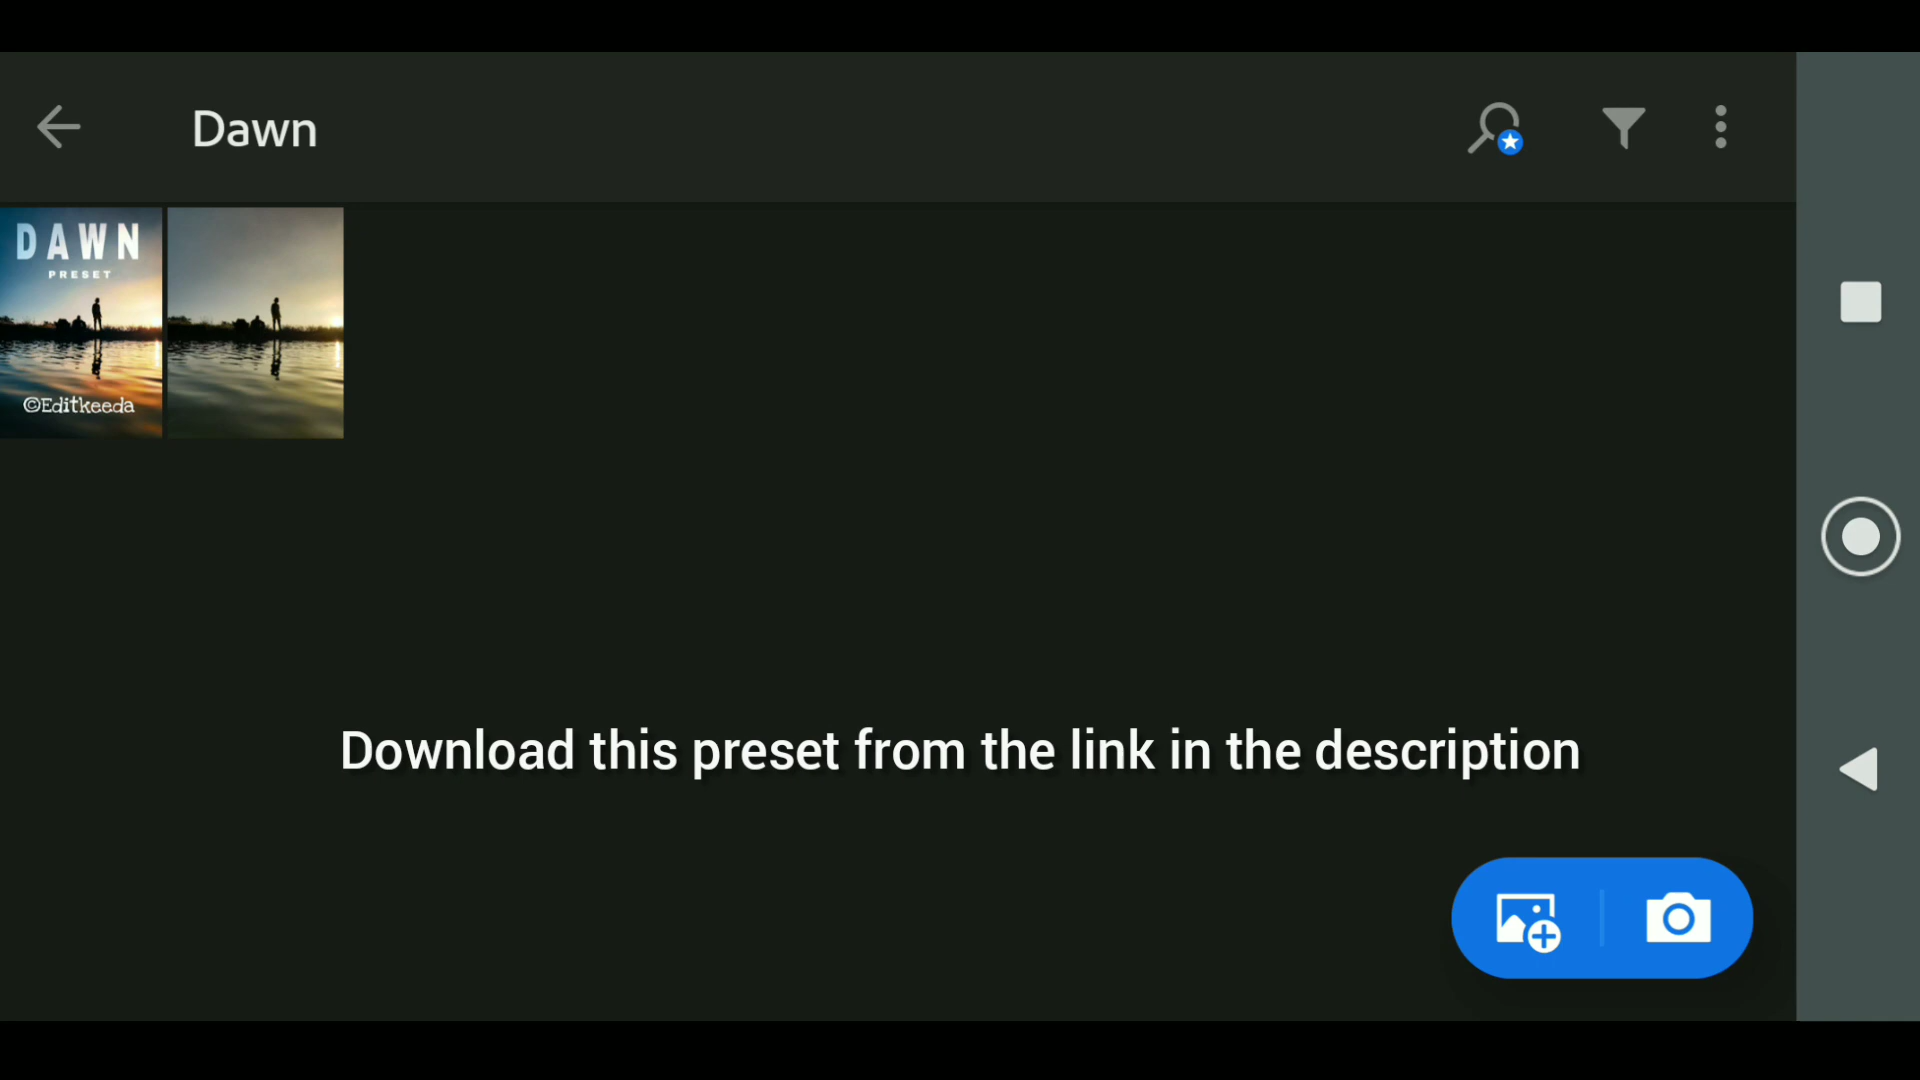 Dawn
DAWN
PRESET
©Editkeeda
Download this preset from the link in the description